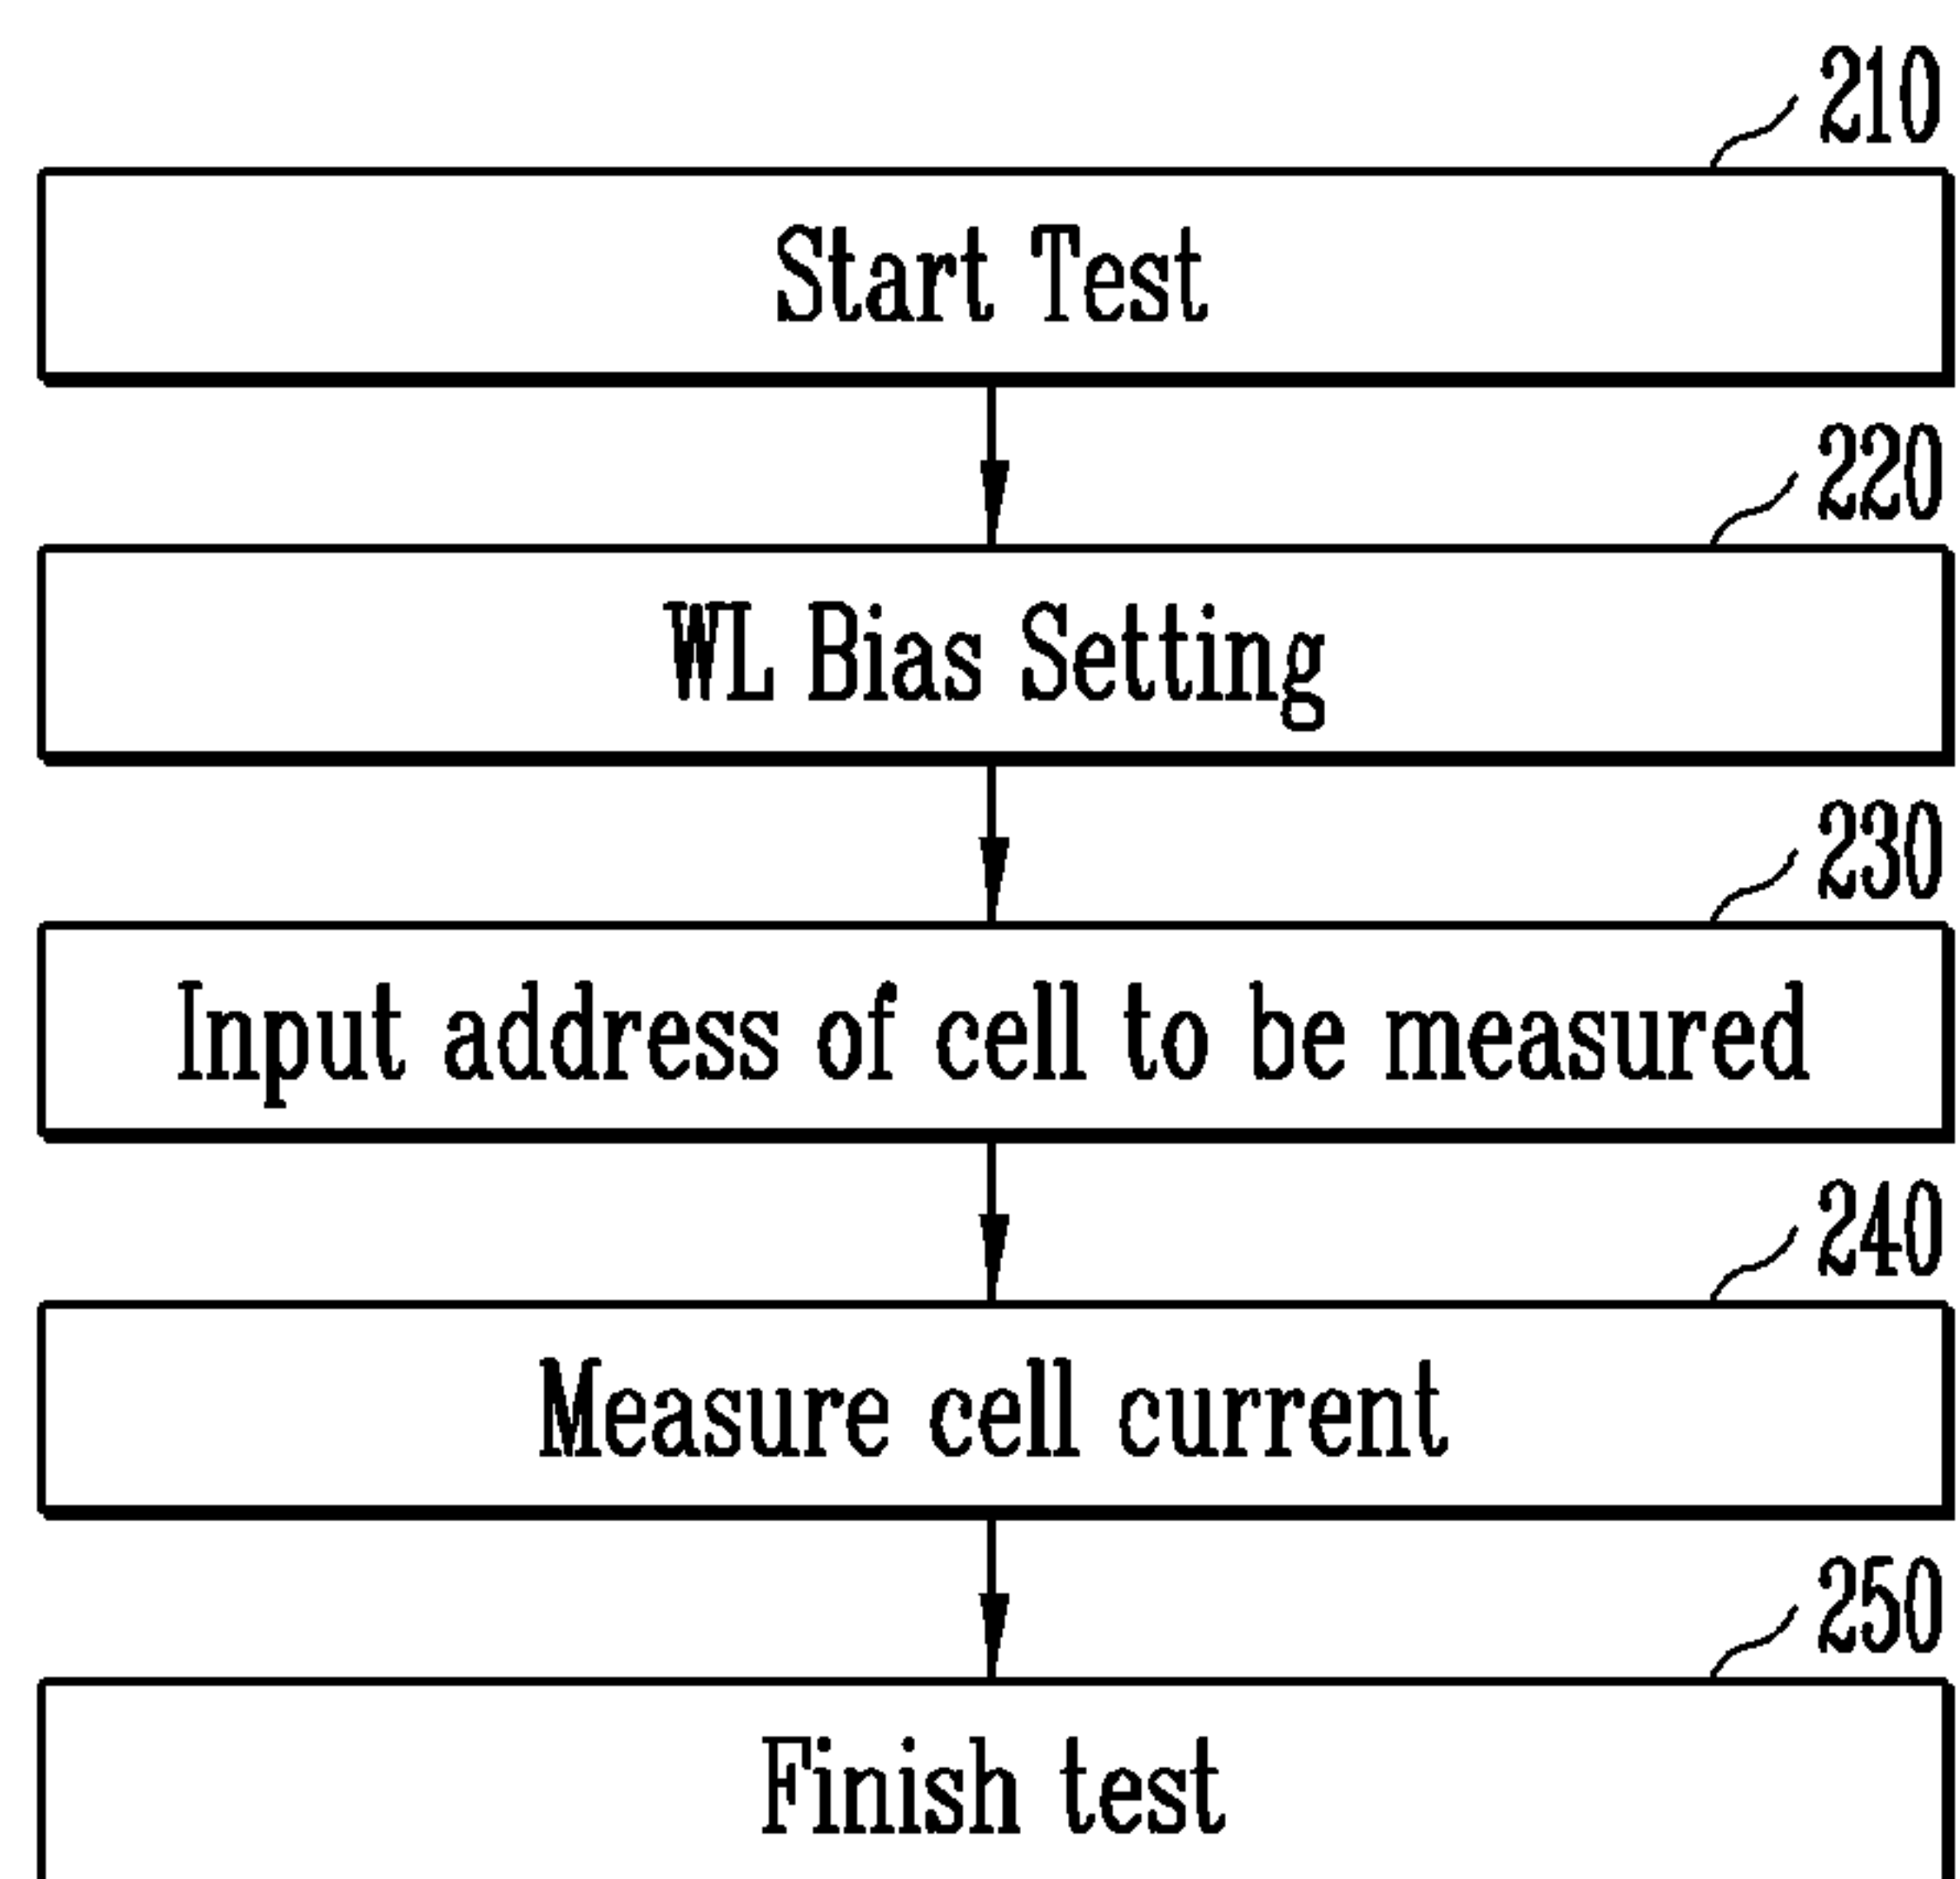 210
Start Test
220
WL Bias Setting
230
Input address of cell to be measured
240
Measure cell current
250
Finish test